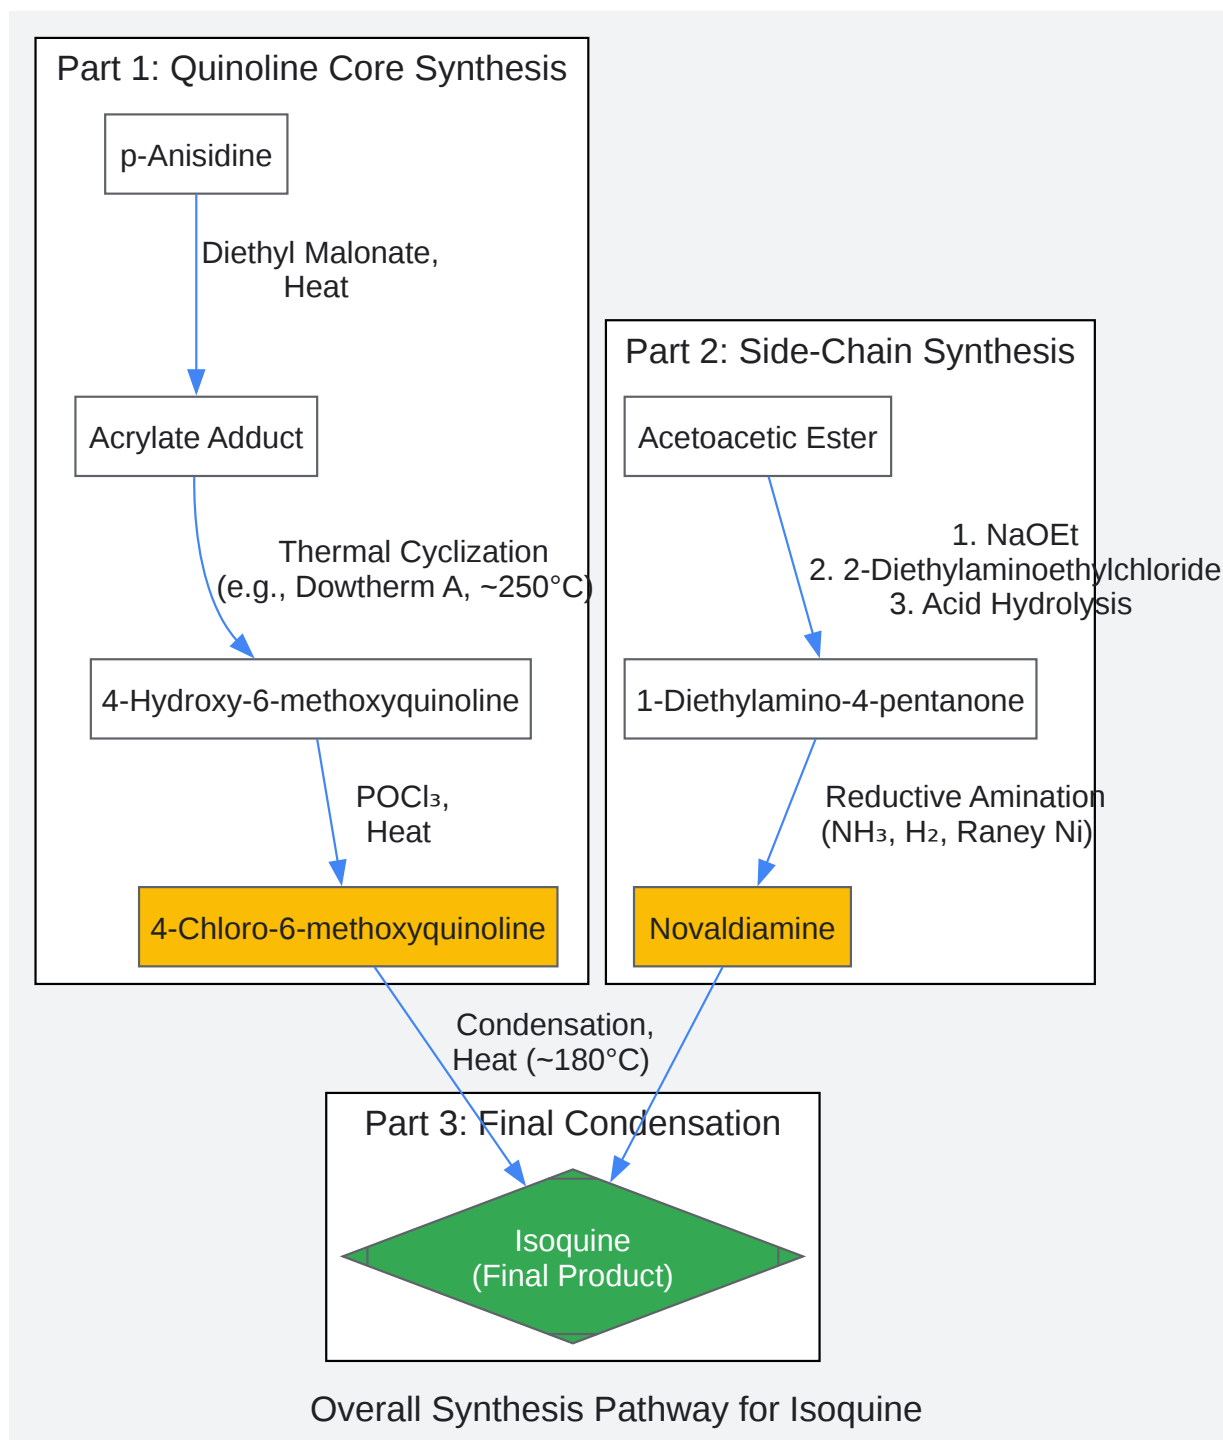 Part 1: Quinoline Core Synthesis
p-Anisidine
Diethyl Malonate,
Heat
Acrylate Adduct
Thermal Cyclization
(e.g., Dowtherm A, ~250°C)
4-Hydroxy-6-methoxyquinoline
POCl₃,
Heat
4-Chloro-6-methoxyquinoline
Part 2: Side-Chain Synthesis
Acetoacetic Ester
1. NaOEt
2. 2-Diethylaminoethylchloride
3. Acid Hydrolysis
1-Diethylamino-4-pentanone
Reductive Amination
(NH₃, H₂, Raney Ni)
Novaldiamine
Condensation,
Heat (~180°C)
Part 3: Final Condensation
Isoquine
(Final Product)
Overall Synthesis Pathway for Isoquine